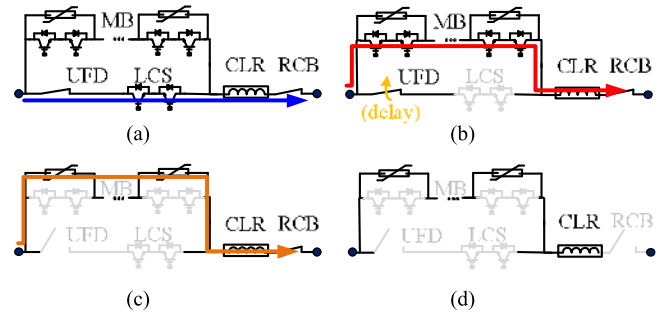 MB
UFD LCS CLR RCB
(a)
MB
UFD LCS CLR RCB
(delay)
(b)
MB
UFD LCS CLR RCB
(c)
MB
UFD LCS CLR RCB
(d)